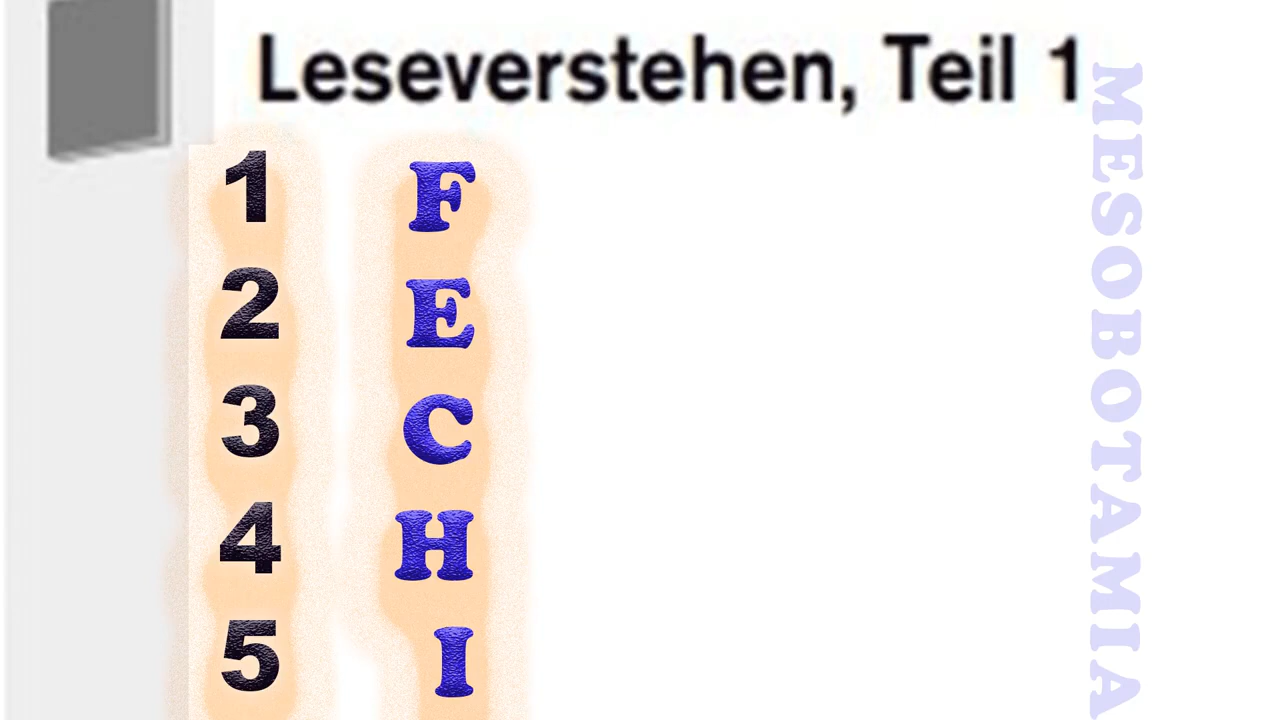 Leseverstehen, Teil 1
1 F
2 E
3 C
4 H
5 I
MESOBOTAMIA